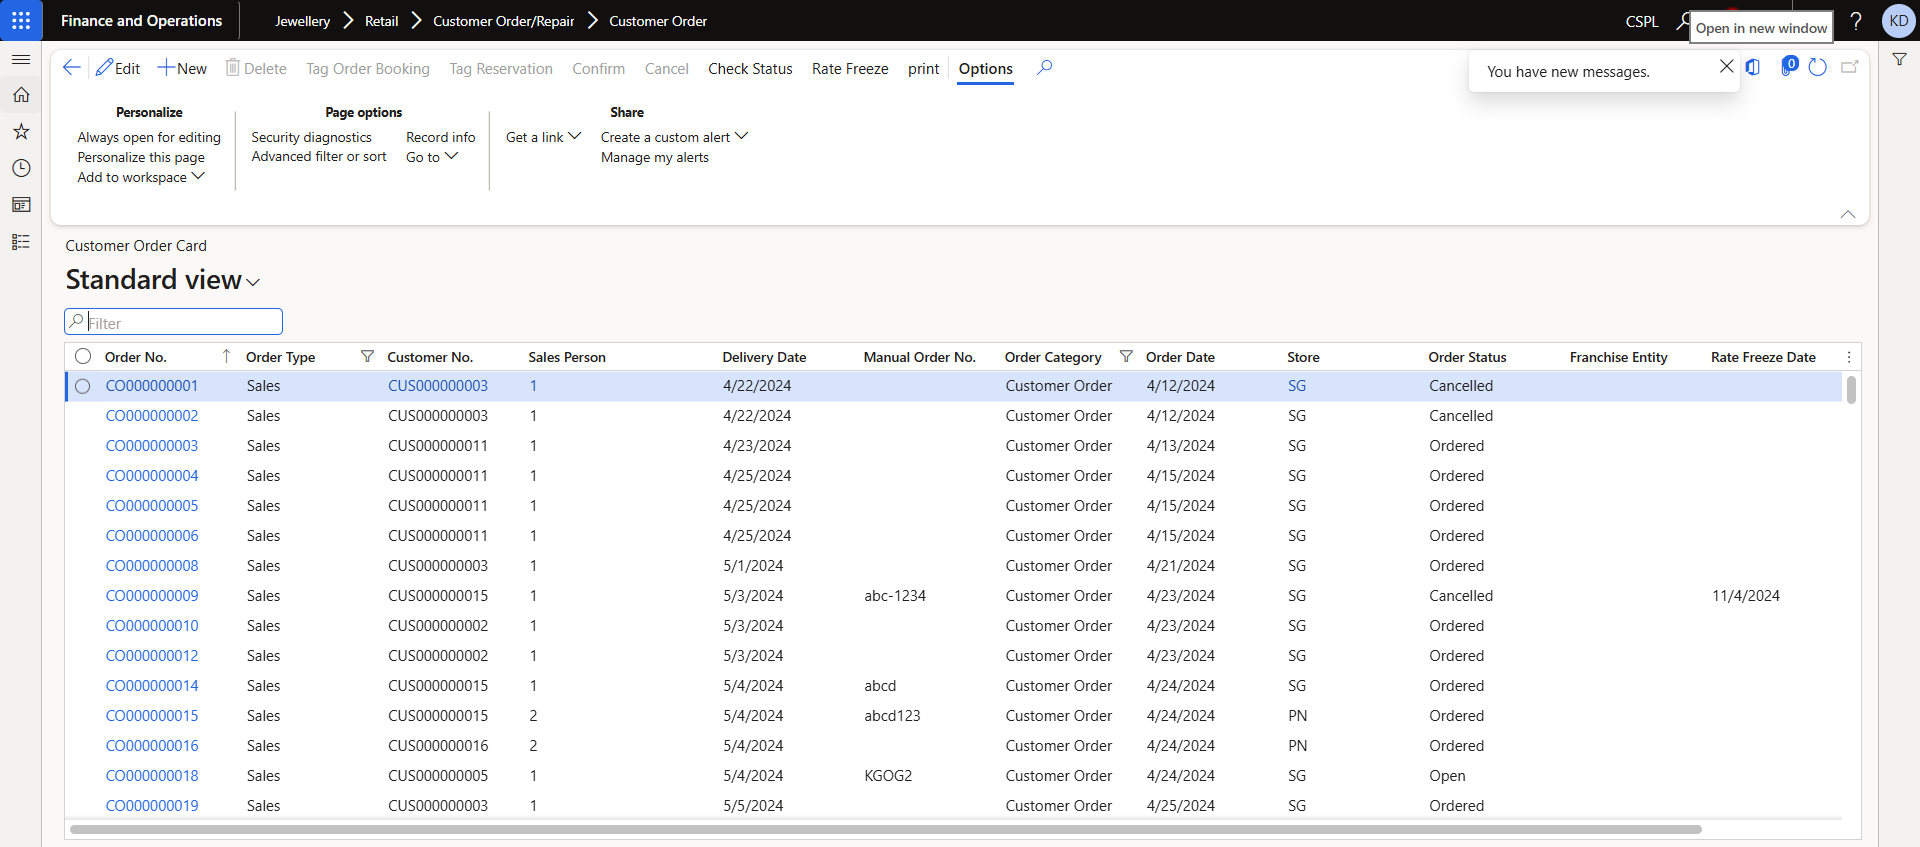 Finance and Operations Jewellery Retail Customer Order/Repair Customer Order CSPL ? KD
Open in new window
Edit New Delete Tag Order Booking Tag Reservation Confirm Cancel Check Status Rate Freeze print Options
You have new messages. 0
Personalize Page options Share
Always open for editing Security diagnostics Record info Get a link Create a custom alert
Personalize this page Advanced filter or sort Go to Manage my alerts
Add to workspace
Customer Order Card
Standard view
Filter
Order No. Order Type Customer No. Sales Person Delivery Date Manual Order No. Order Category Order Date Store Order Status Franchise Entity Rate Freeze Date
CO000000001 Sales CUS000000003 1 4/22/2024 Customer Order 4/12/2024 SG Cancelled
CO000000002 Sales CUS000000003 1 4/22/2024 Customer Order 4/12/2024 SG Cancelled
CO000000003 Sales CUS000000011 1 4/23/2024 Customer Order 4/13/2024 SG Ordered
CO000000004 Sales CUS000000011 1 4/25/2024 Customer Order 4/15/2024 SG Ordered
CO000000005 Sales CUS000000011 1 4/25/2024 Customer Order 4/15/2024 SG Ordered
CO000000006 Sales CUS000000011 1 4/25/2024 Customer Order 4/15/2024 SG Ordered
CO000000008 Sales CUS000000003 1 5/1/2024 Customer Order 4/21/2024 SG Ordered
CO000000009 Sales CUS000000015 1 5/3/2024 abc-1234 Customer Order 4/23/2024 SG Cancelled 11/4/2024
CO000000010 Sales CUS000000002 1 5/3/2024 Customer Order 4/23/2024 SG Ordered
CO000000012 Sales CUS000000002 1 5/3/2024 Customer Order 4/23/2024 SG Ordered
CO000000014 Sales CUS000000015 1 5/4/2024 abcd Customer Order 4/24/2024 SG Ordered
CO000000015 Sales CUS000000015 2 5/4/2024 abcd123 Customer Order 4/24/2024 PN Ordered
CO000000016 Sales CUS000000016 2 5/4/2024 Customer Order 4/24/2024 PN Ordered
CO000000018 Sales CUS000000005 1 5/4/2024 KGOG2 Customer Order 4/24/2024 SG Open
CO000000019 Sales CUS000000003 1 5/5/2024 Customer Order 4/25/2024 SG Ordered